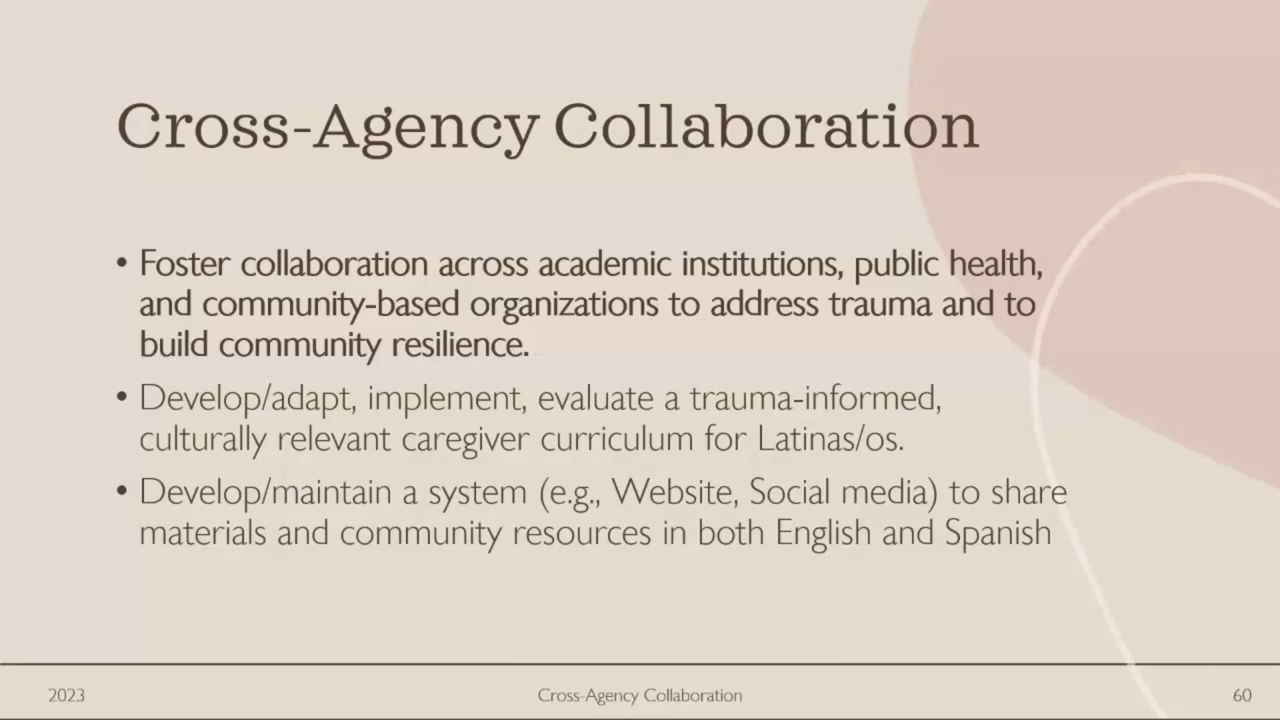 Cross-Agency Collaboration
• Foster collaboration across academic institutions, public health,
and community-based organizations to address trauma and to
build community resilience.
• Develop/adapt, implement, evaluate a trauma-informed,
culturally relevant caregiver curriculum for Latinas/os.
• Develop/maintain a system (e.g., Website, Social media) to share
materials and community resources in both English and Spanish
2023
Cross-Agency Collaboration
60